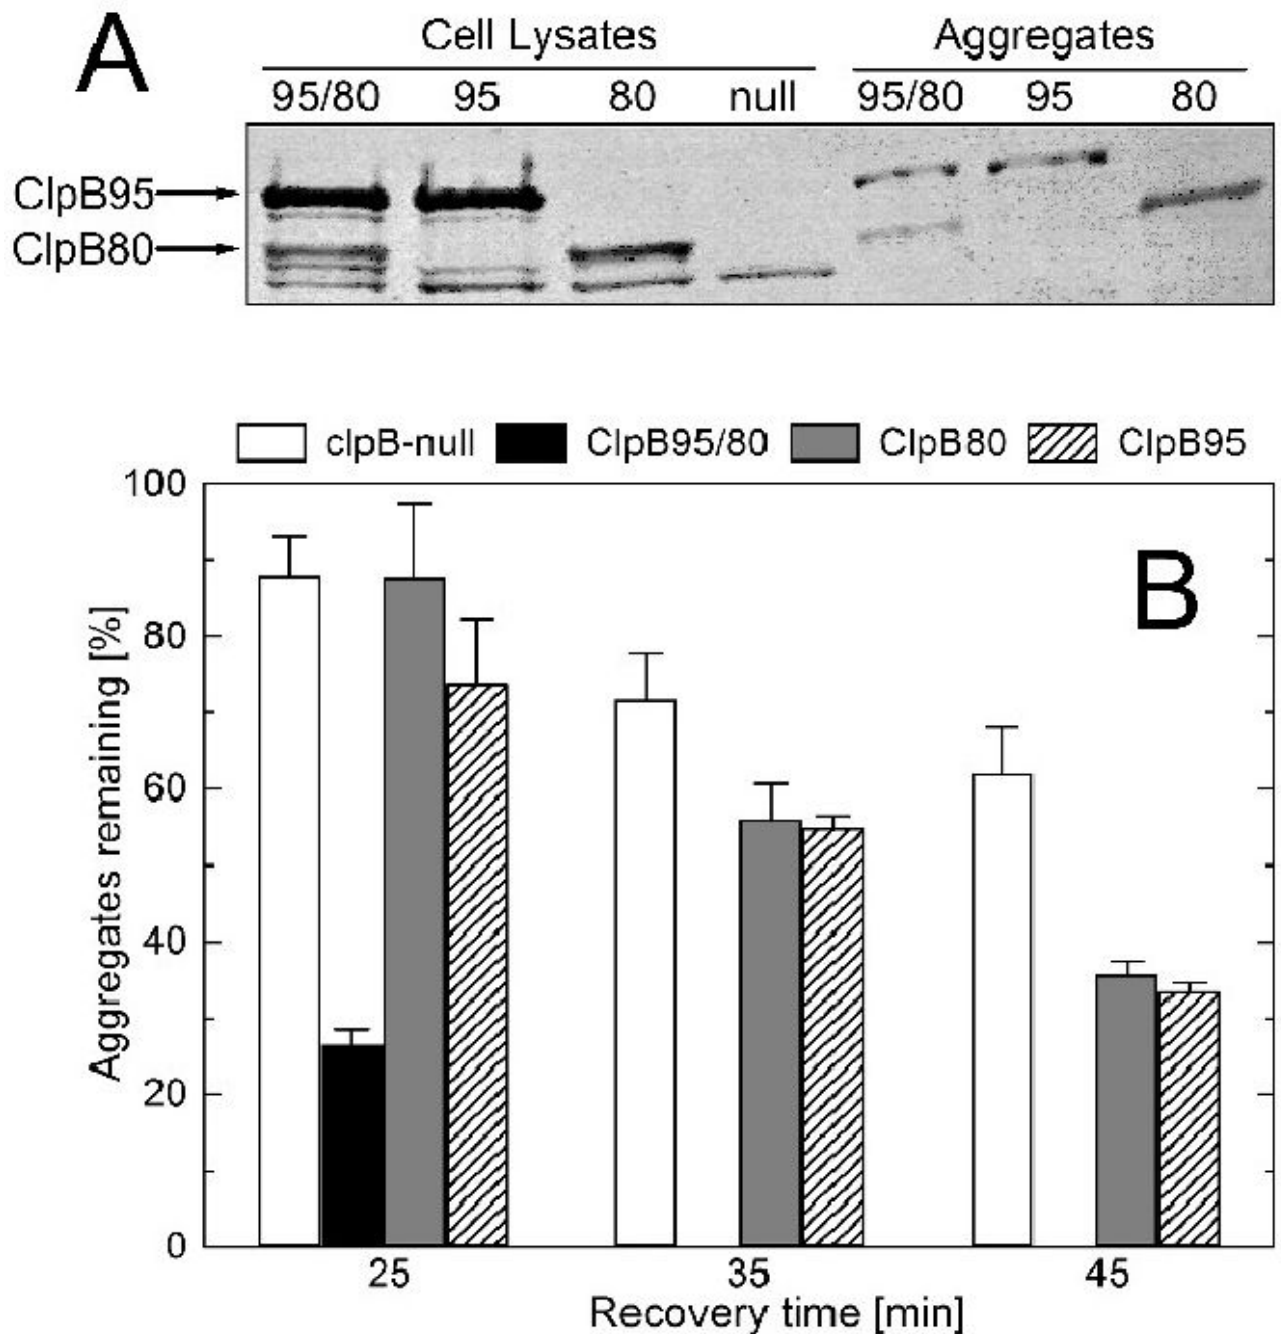 A
Cell Lysates Aggregates
95/80 95 80 null 95/80 95 80
ClpB95
ClpB80
clpB-null ClpB95/80 ClpB80 ClpB95
B
Aggregates remaining [%]
100
80
60
40
20
0
25 35 45
Recovery time [min]